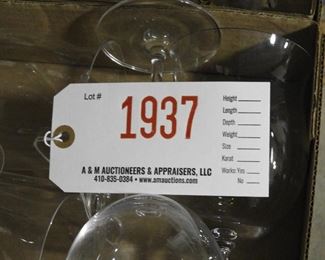 Lot #
1937
Height
Length
Depth
Weight
Size
Karat
Works: Yes
No
A & M AUCTIONEERS & APPRAISERS, LLC
410-835-0384 • www.amauctions.com